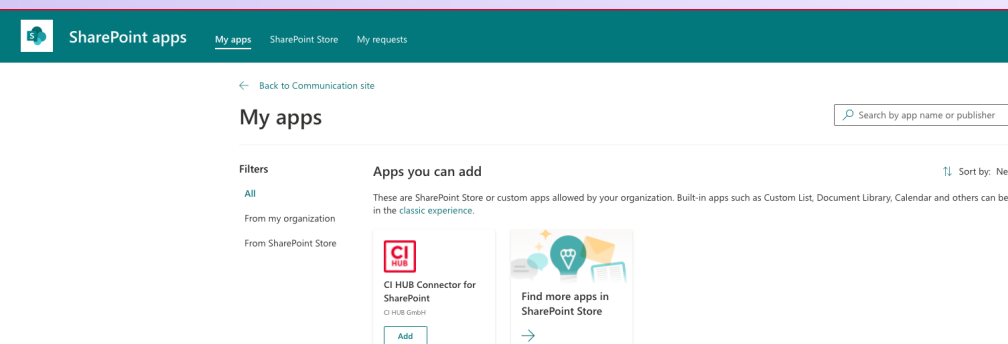 SharePoint apps
My apps
SharePoint Store
My requests
Back to Communication site
My apps
Search by app name or publisher
Filters
All
From my organization
From SharePoint Store
Apps you can add
Sort by: Ne
These are SharePoint Store or custom apps allowed by your organization. Built-in apps such as Custom List, Document Library, Calendar and others can be
in the classic experience.
CI
HUB
CI HUB Connector for
SharePoint
CI HUB GmbH
Add
Find more apps in
SharePoint Store